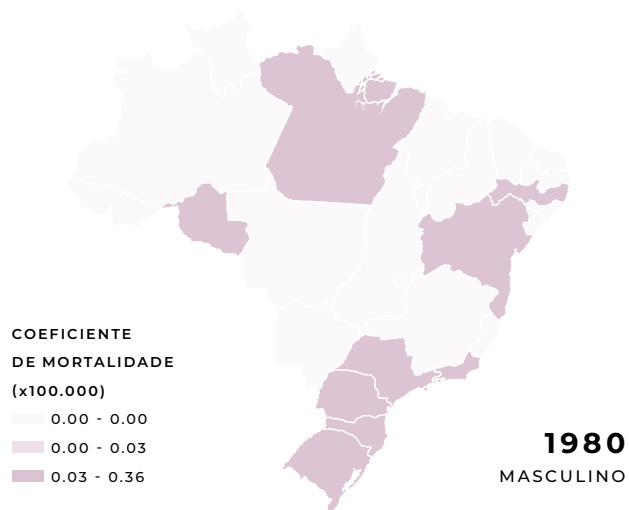 COEFICIENTE
DE MORTALIDADE
(x100.000)
0.00 - 0.00
0.00 - 0.03
0.03 - 0.36
1980
MASCULINO